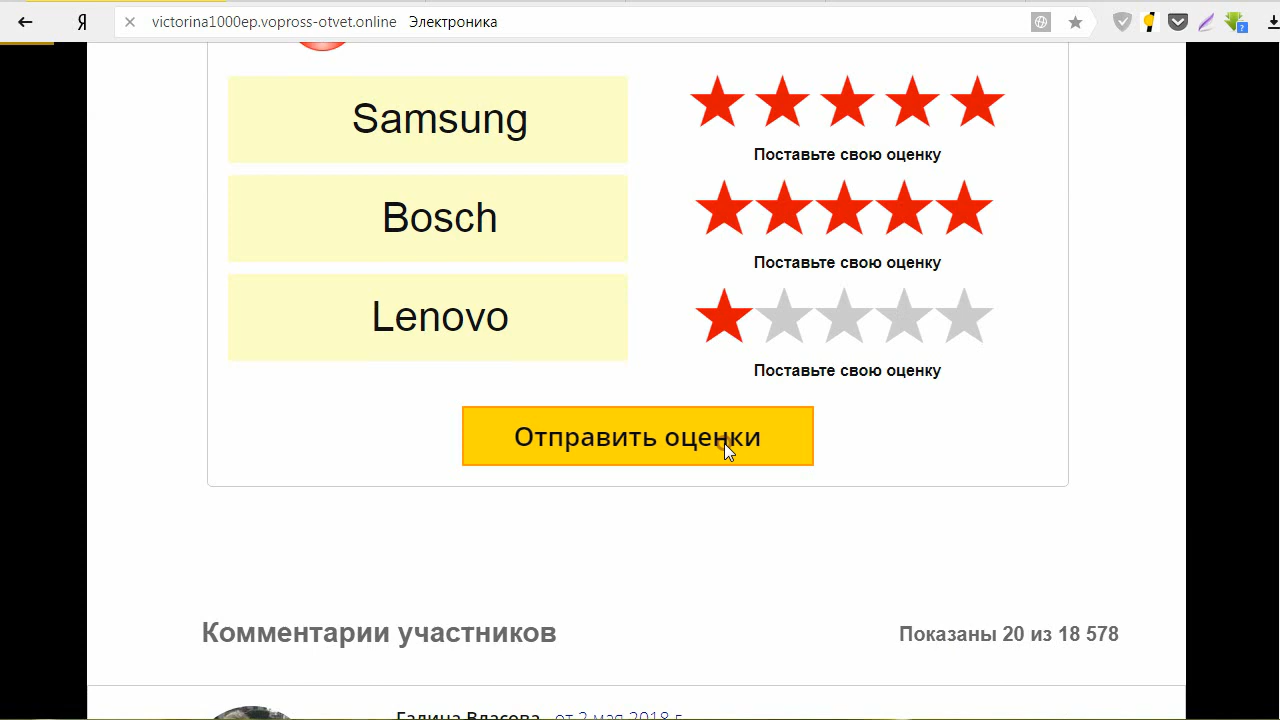 Я victorina1000ep.vopross-otvet.online Электроника
Samsung
Поставьте свою оценку
Bosch
Поставьте свою оценку
Lenovo
Поставьте свою оценку
Отправить оценки
Комментарии участников Показаны 20 из 18 578
Галина Власова от 2 мая 2018 г.